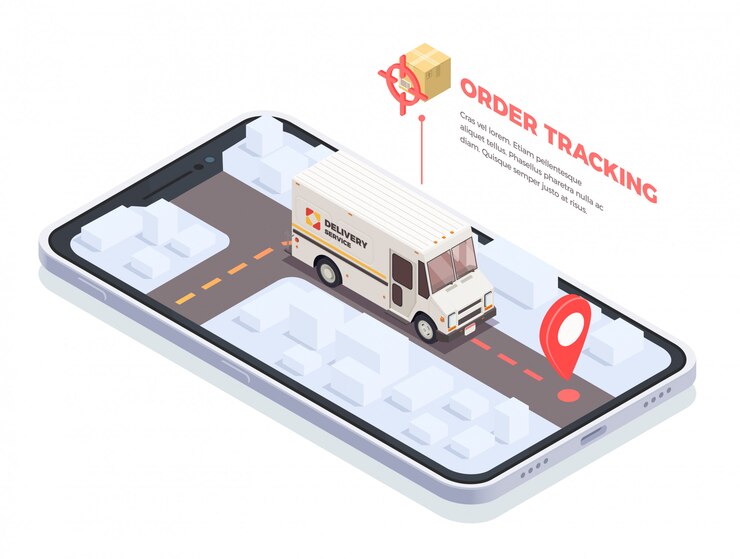 ORDER TRACKING
Cras vel lorem. Etiam pellentesque
aliquet tellus. Phasellus pharetra nulla ac
diam. Quisque semper justo at risus.
DELIVERY
SERVICE